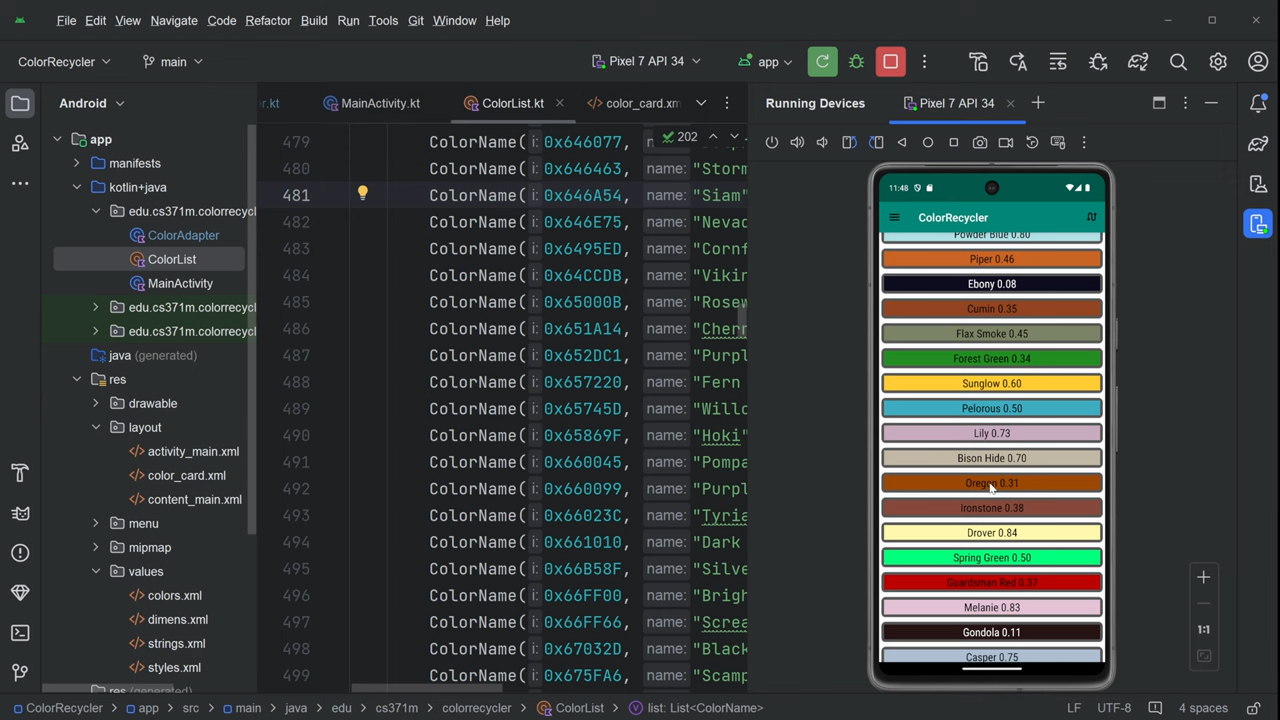 File Edit View Navigate Code Refactor Build Run Tools Git Window Help
ColorRecycler main Pixel 7 API 34 app
Android
er.kt MainActivity.kt ColorList.kt color_card.xm
Running Devices Pixel 7 API 34
app
manifests
kotlin+java
edu.cs371m.colorrecycl
ColorAdapter
ColorList
MainActivity
edu.cs371m.colorrecycl
edu.cs371m.colorrecycl
java (generated)
res
drawable
layout
activity_main.xml
color_card.xml
content_main.xml
menu
mipmap
values
colors.xml
dimens.xml
strings.xml
styles.xml
res (generated)
202
479 ColorName( i: 0x646077, name:
480 ColorName( i: 0x646463, name: "Storm
481 ColorName( i: 0x646A54, name: "Siam"
482 ColorName( i: 0x646E75, name: "Nevad
483 ColorName( i: 0x6495ED, name: "Cornf
484 ColorName( i: 0x64CCDB, name: "Vikin
485 ColorName( i: 0x65000B, name: "Rosew
486 ColorName( i: 0x651A14, name: "Cherr
487 ColorName( i: 0x652DC1, name: "Purpl
488 ColorName( i: 0x657220, name: "Fern
489 ColorName( i: 0x65745D, name: "Willo
490 ColorName( i: 0x65869F, name: "Hoki"
491 ColorName( i: 0x660045, name: "Pompa
492 ColorName( i: 0x660099, name: "Purpl
493 ColorName( i: 0x66023C, name: "Tyria
494 ColorName( i: 0x661010, name: "Dark
495 ColorName( i: 0x66B58F, name: "Silve
496 ColorName( i: 0x66FF00, name: "Brigh
497 ColorName( i: 0x66FF66, name: "Screa
498 ColorName( i: 0x67032D, name: "Black
499 ColorName( i: 0x675FA6, name: "Scamp
11:48
ColorRecycler
Powder Blue 0.80
Piper 0.46
Ebony 0.08
Cumin 0.35
Flax Smoke 0.45
Forest Green 0.34
Sunglow 0.60
Pelorous 0.50
Lily 0.73
Bison Hide 0.70
Oregon 0.31
Ironstone 0.38
Drover 0.84
Spring Green 0.50
Guardsman Red 0.37
Melanie 0.83
Gondola 0.11
Casper 0.75
1:1
ColorRecycler app src main java edu cs371m colorrecycler ColorList list: List<ColorName> LF UTF-8 4 spaces